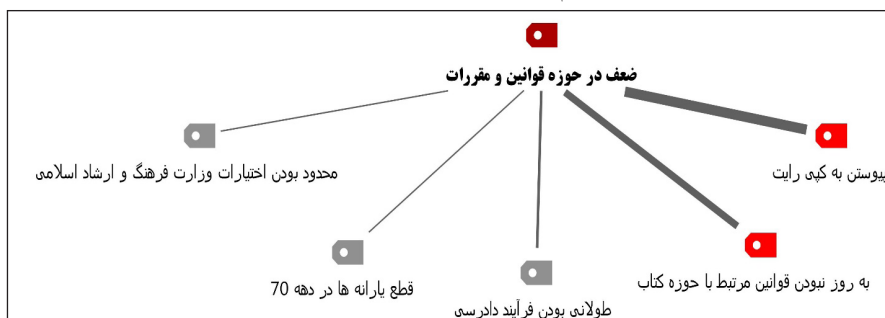 ضعف در حوزه قوانین و مقررات
پیوستن به کپی رایت
محدود بودن اختیارات وزارت فرهنگ و ارشاد اسلامی
به روز نبودن قوانین مرتبط با حوزه کتاب
قطع یارانه ها در دهه 70
طولانی بودن فرآیند دادرسی